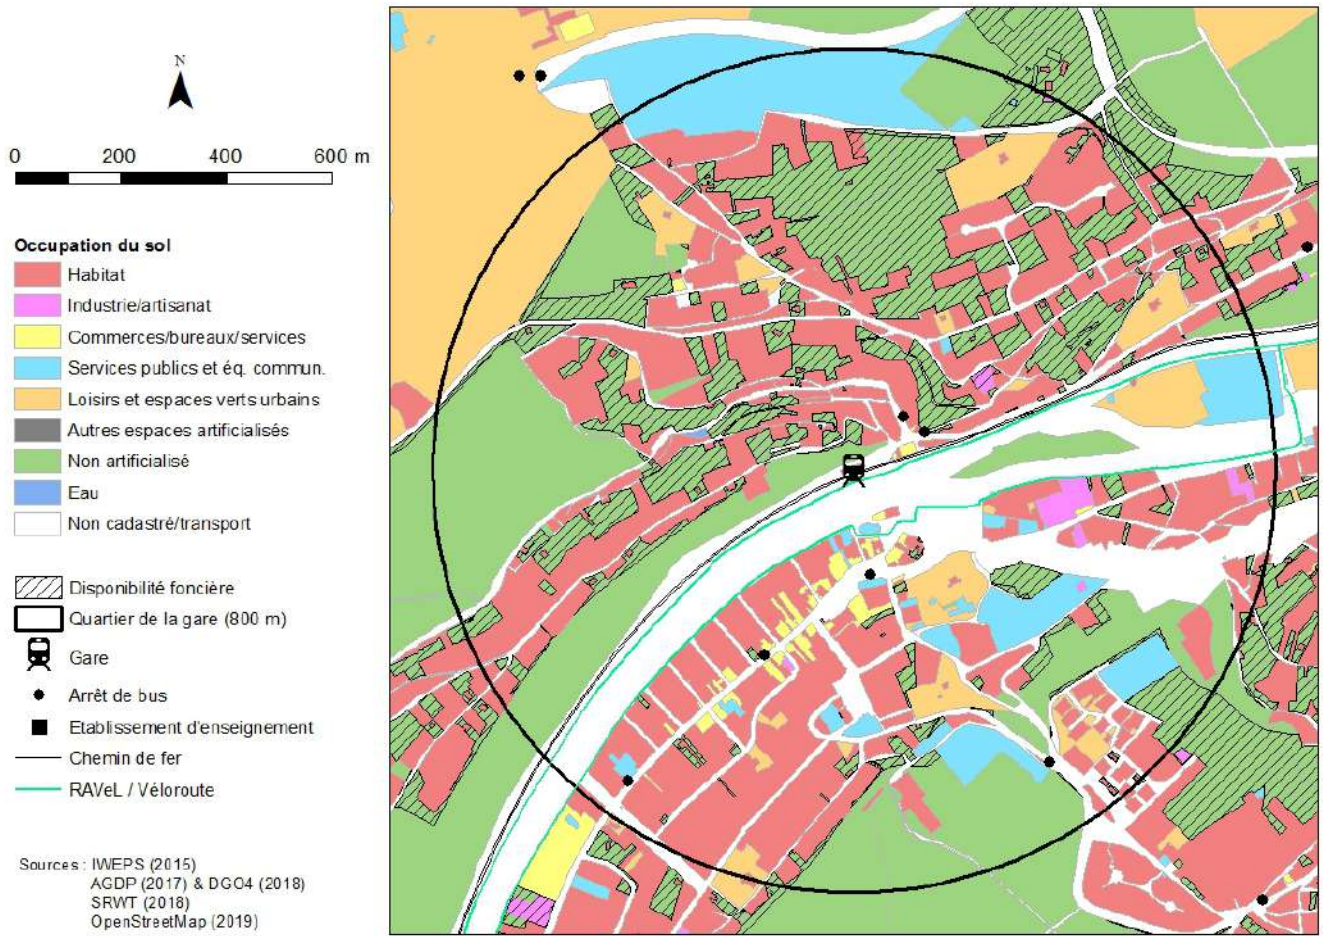 N
0 200 400 600 m
Occupation du sol
Habitat
Industrie/artisanat
Commerces/bureaux/services
Services publics et éq. commun.
Loisirs et espaces verts urbains
Autres espaces artificialisés
Non artificialisé
Eau
Non cadastré/transport
Disponibilité foncière
Quartier de la gare (800 m)
Gare
Arrêt de bus
Etablissement d'enseignement
Chemin de fer
RAVeL / Véloroute
Sources : IWEPS (2015)
AGDP (2017) & DGO4 (2018)
SRWT (2018)
OpenStreetMap (2019)